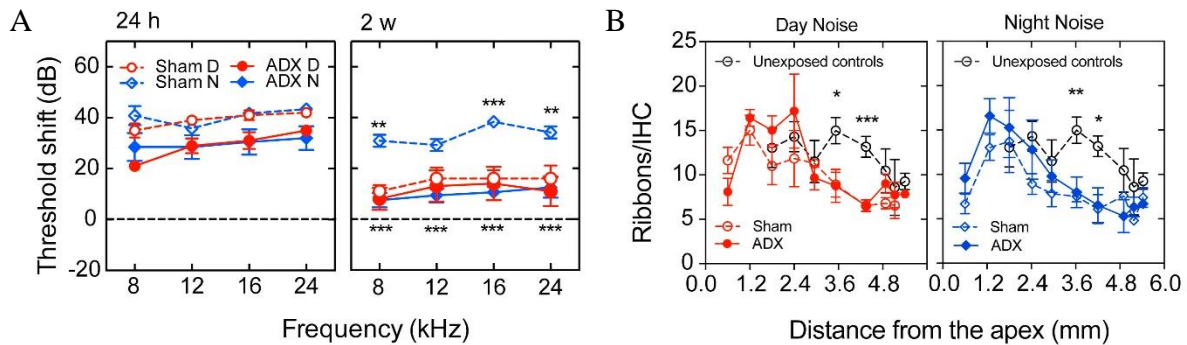 A
24 h
2 w
Threshold shift (dB)
60
40
20
0
-20
Sham D
ADX D
Sham N
ADX N
**
***
**
***
***
***
***
8
12
16
24
8
12
16
24
Frequency (kHz)
B
Day Noise
Night Noise
Ribbons/IHC
25
20
15
10
5
0
Unexposed controls
*
***
Sham
ADX
Unexposed controls
**
*
Sham
ADX
0.0
1.2
2.4
3.6
4.8
0.0
1.2
2.4
3.6
4.8
6.0
Distance from the apex (mm)